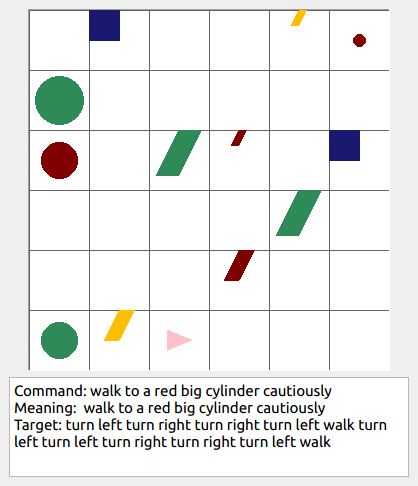 Command: walk to a red big cylinder cautiously
Meaning:  walk to a red big cylinder cautiously
Target: turn left turn right turn right turn left walk turn
left turn left turn right turn right turn left walk